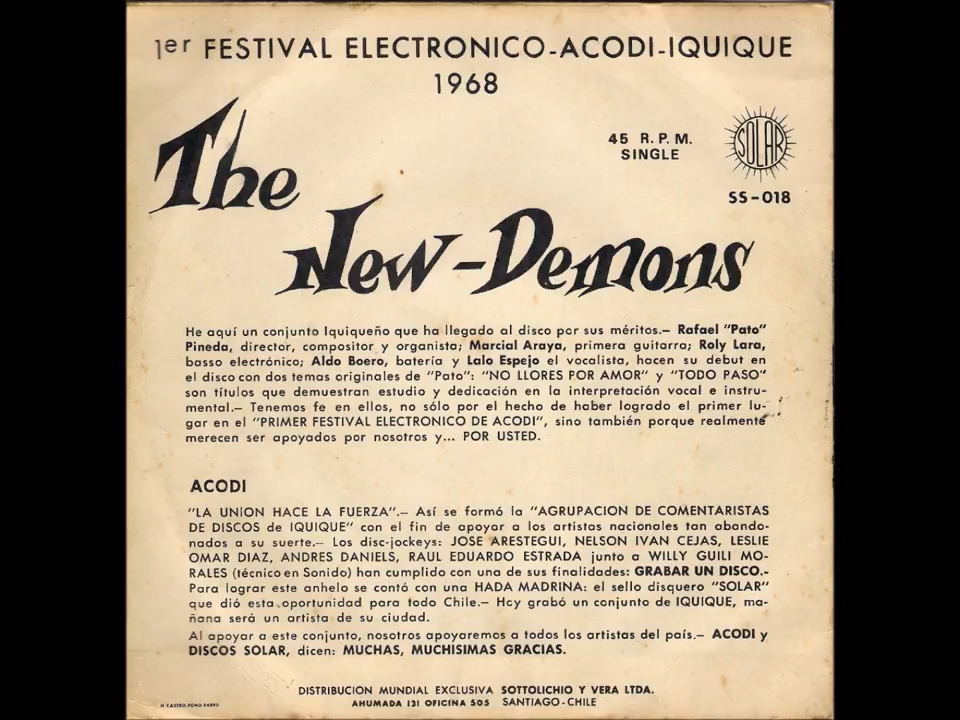 1er FESTIVAL ELECTRONICO-ACODI-IQUIQUE
1968
The
New-Demons
45 R.P.M.
SINGLE
SOLAR
SS-018
He aquí un conjunto Iquiqueño que ha llegado al disco por sus méritos.— Rafael "Pato"
Pineda, director, compositor y organista; Marcial Araya, primera guitarra; Roly Lara,
basso electrónico; Aldo Boero, batería y Lalo Espejo el vocalista, hacen su debut en
el disco con dos temas originales de "Pato": "NO LLORES POR AMOR" y "TODO PASO"
son títulos que demuestran estudio y dedicación en la interpretación vocal e instru-
mental.— Tenemos fe en ellos, no sólo por el hecho de haber logrado el primer lu-
gar en el "PRIMER FESTIVAL ELECTRONICO DE ACODI", sino también porque realmente
merecen ser apoyados por nosotros y... POR USTED.
ACODI
"LA UNION HACE LA FUERZA".— Así se formó la "AGRUPACION DE COMENTARISTAS
DE DISCOS de IQUIQUE" con el fin de apoyar a los artistas nacionales tan abando-
nados a su suerte.— Los disc-jockeys: JOSE ARESTEGUI, NELSON IVAN CEJAS, LESLIE
OMAR DIAZ, ANDRES DANIELS, RAUL EDUARDO ESTRADA junto a WILLY GUILI MO-
RALES (técnico en Sonido) han cumplido con una de sus finalidades: GRABAR UN DISCO.-
Para lograr este anhelo se contó con una HADA MADRINA: el sello disquero "SOLAR"
que dió esta oportunidad para todo Chile.— Hoy grabó un conjunto de IQUIQUE, ma-
ñana será un artista de su ciudad.
Al apoyar a este conjunto, nosotros apoyaremos a todos los artistas del país.— ACODI y
DISCOS SOLAR, dicen: MUCHAS, MUCHISIMAS GRACIAS.
DISTRIBUCION MUNDIAL EXCLUSIVA SOTTOLICHIO Y VERA LTDA.
AHUMADA 131 OFICINA 505 SANTIAGO-CHILE